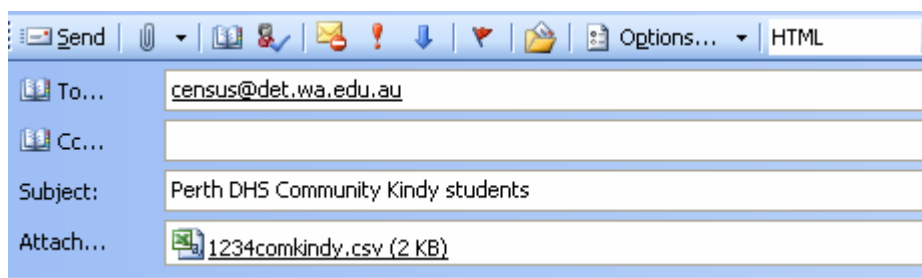 Send Options... HTML
To... census@det.wa.edu.au
Cc...
Subject: Perth DHS Community Kindy students
Attach... 1234comkindy.csv (2 KB)